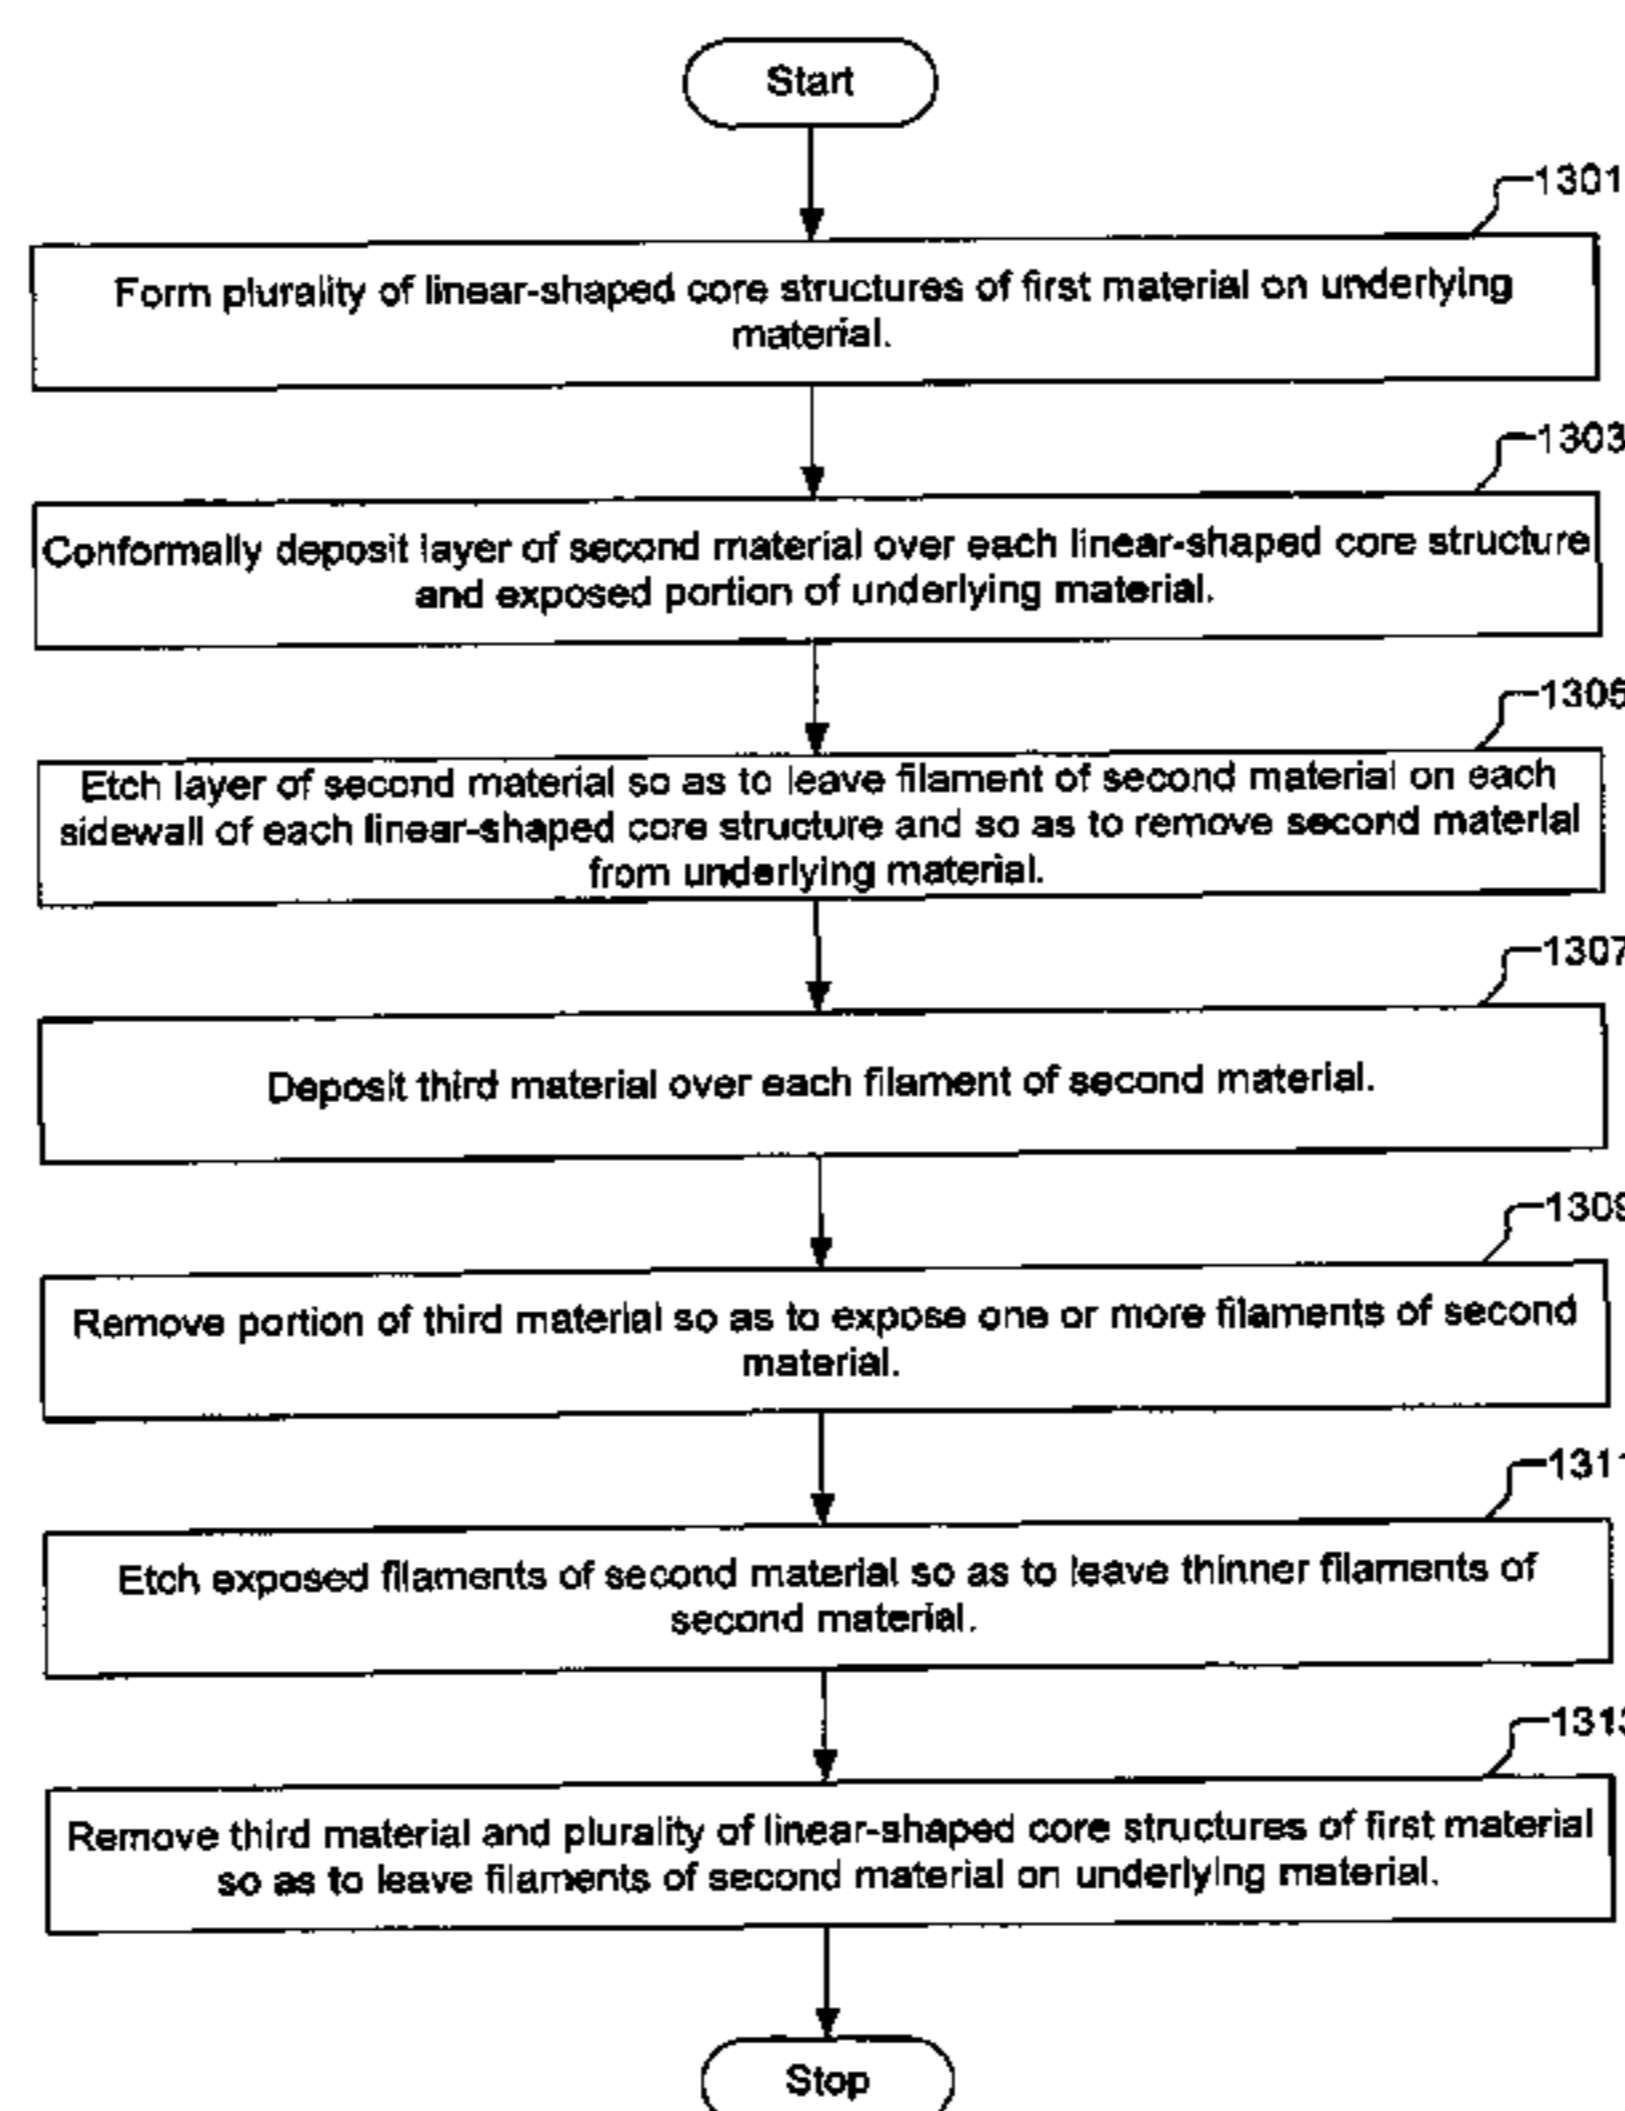 Start
1301
Form plurality of linear-shaped core structures of first material on underlying
material.
1303
Conformally deposit layer of second material over each linear-shaped core structure
and exposed portion of underlying material.
1305
Etch layer of second material so as to leave filament of second material on each
sidewall of each linear-shaped core structure and so as to remove second material
from underlying material.
1307
Deposit third material over each filament of second material.
1309
Remove portion of third material so as to expose one or more filaments of second
material.
1311
Etch exposed filaments of second material so as to leave thinner filaments of
second material.
1313
Remove third material and plurality of linear-shaped core structures of first material
so as to leave filaments of second material on underlying material.
Stop